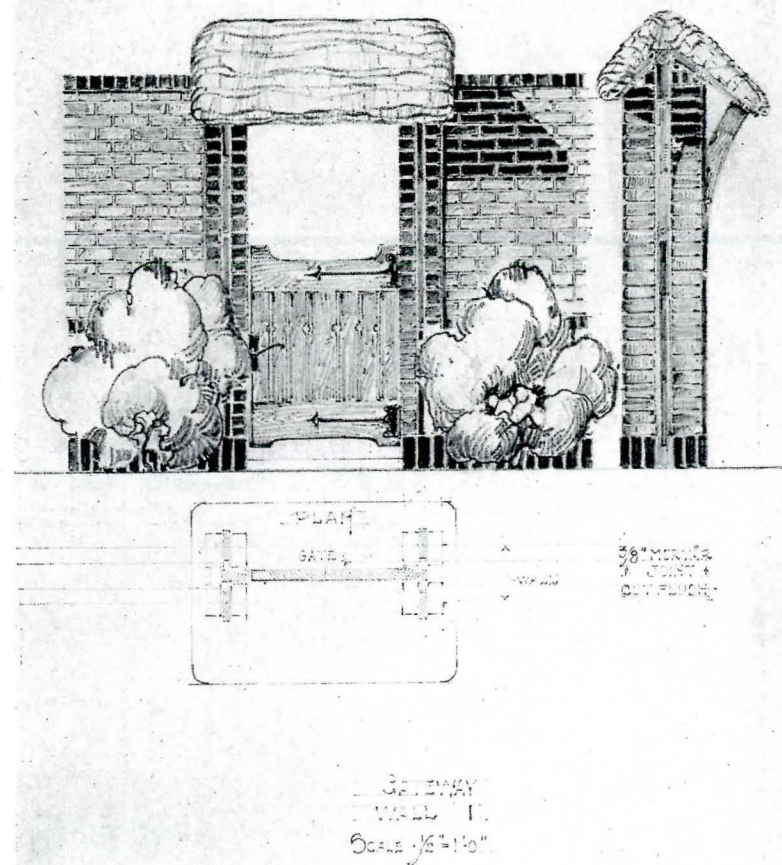 PLAN
GATE
WALL
3/8" MORTAR
JOINT
CUT FLUSH
GATEWAY
WALL
SCALE - 1/2" = 1'-0"